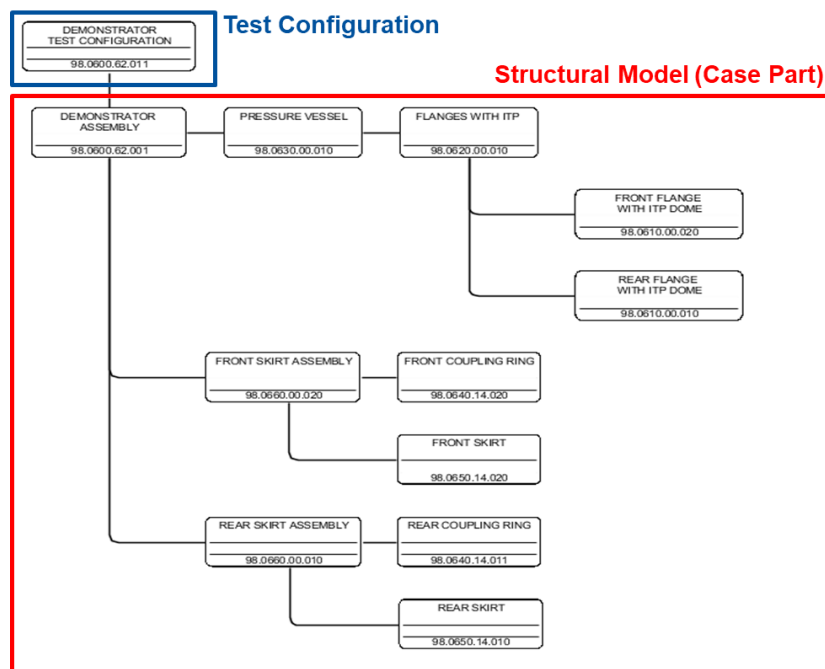 Test Configuration
DEMONSTRATOR
TEST CONFIGURATION
98.0600.62.011
Structural Model (Case Part)
DEMONSTRATOR
ASSEMBLY
98.0600.62.001
PRESSURE VESSEL
98.0630.00.010
FLANGES WITH ITP
98.0620.00.010
FRONT FLANGE
WITH ITP DOME
98.0610.00.020
REAR FLANGE
WITH ITP DOME
98.0610.00.010
FRONT SKIRT ASSEMBLY
98.0660.00.020
FRONT COUPLING RING
98.0640.14.020
FRONT SKIRT
98.0650.14.020
REAR SKIRT ASSEMBLY
98.0660.00.010
REAR COUPLING RING
98.0640.14.011
REAR SKIRT
98.0650.14.010